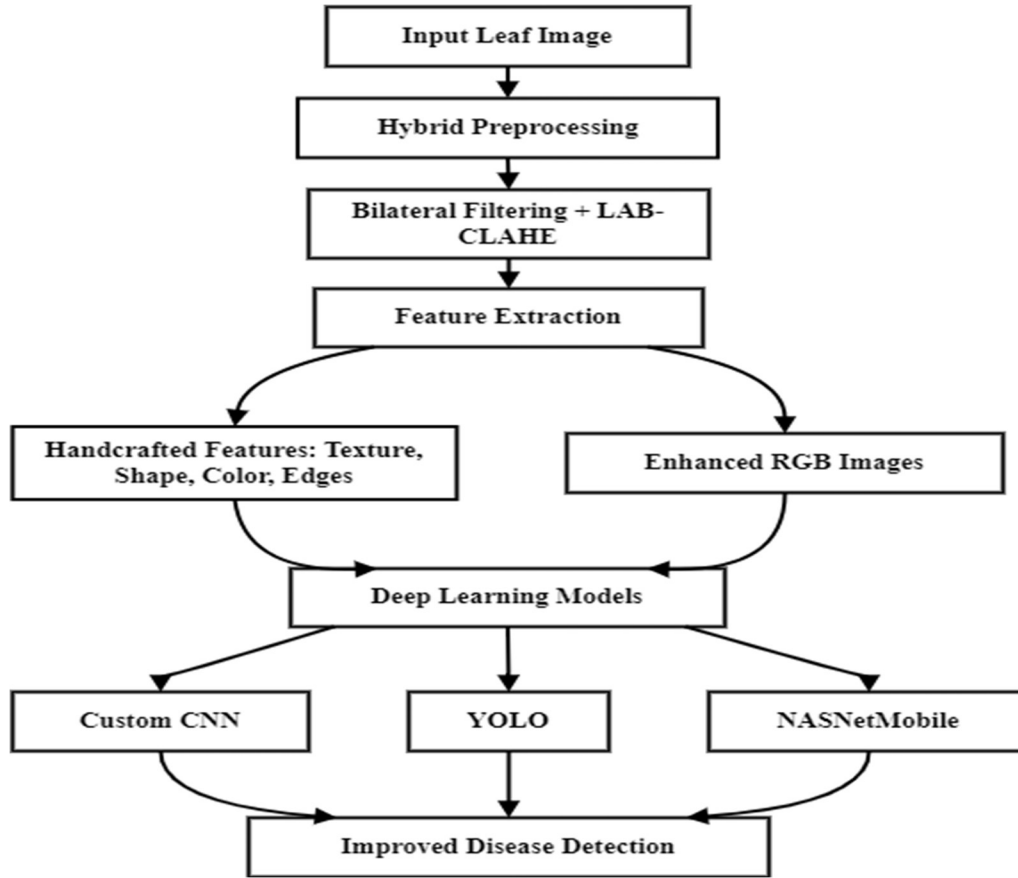 Input Leaf Image
Hybrid Preprocessing
Bilateral Filtering + LAB-
CLAHE
Feature Extraction
Handcrafted Features: Texture,
Shape, Color, Edges
Enhanced RGB Images
Deep Learning Models
Custom CNN
YOLO
NASNetMobile
Improved Disease Detection